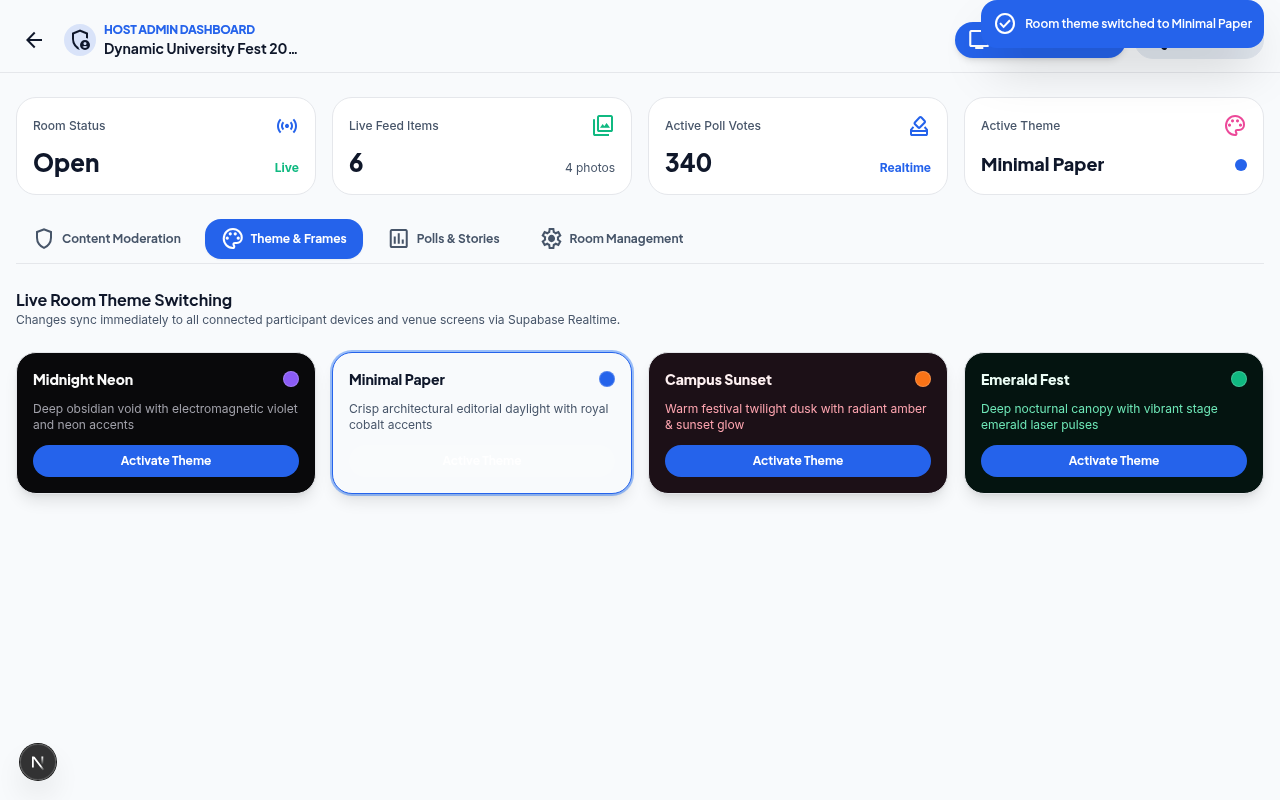 HOST ADMIN DASHBOARD
Dynamic University Fest 20...
Room theme switched to Minimal Paper
Room Status
Open
Live
Live Feed Items
6
4 photos
Active Poll Votes
340
Realtime
Active Theme
Minimal Paper
Content Moderation
Theme & Frames
Polls & Stories
Room Management
Live Room Theme Switching
Changes sync immediately to all connected participant devices and venue screens via Supabase Realtime.
Midnight Neon
Deep obsidian void with electromagnetic violet
and neon accents
Activate Theme
Minimal Paper
Crisp architectural editorial daylight with royal
cobalt accents
Active Theme
Campus Sunset
Warm festival twilight dusk with radiant amber
& sunset glow
Activate Theme
Emerald Fest
Deep nocturnal canopy with vibrant stage
emerald laser pulses
Activate Theme
N